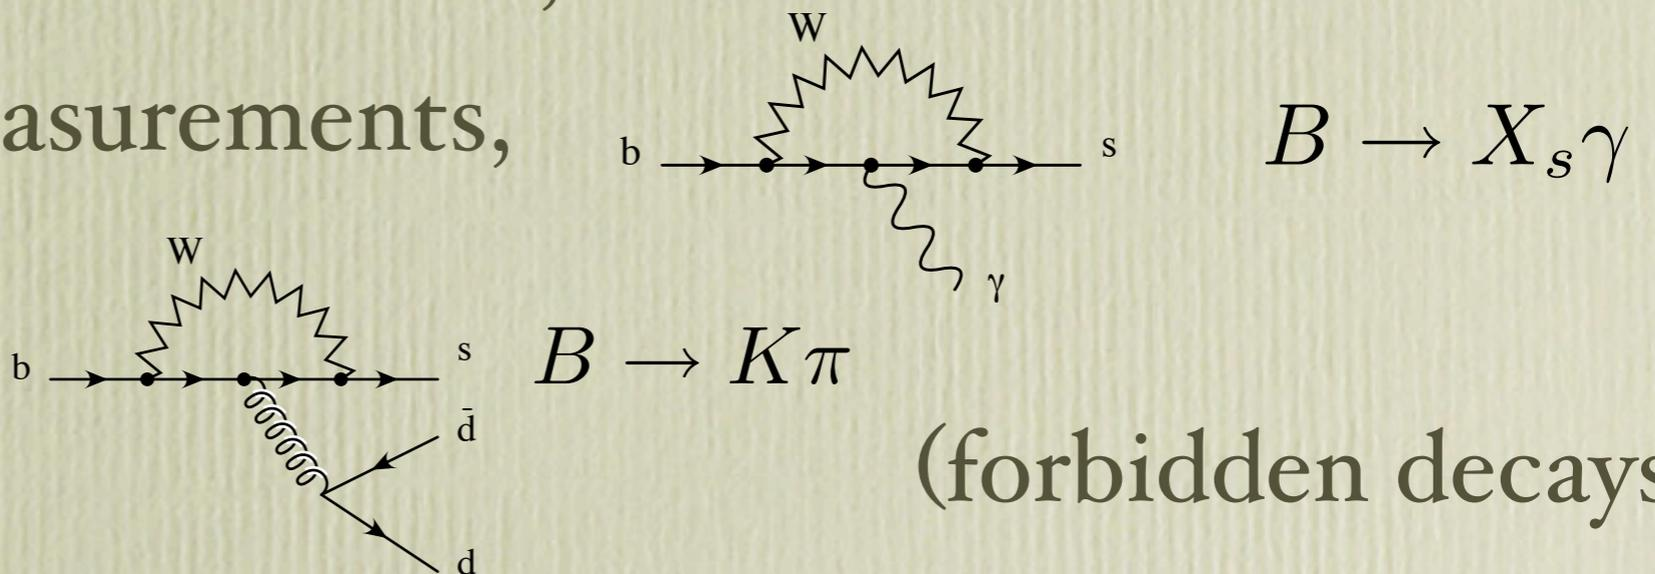 W
asurements,
b
s
B → X_sγ
γ
W
b
s
B → Kπ
d̄
(forbidden decays
d